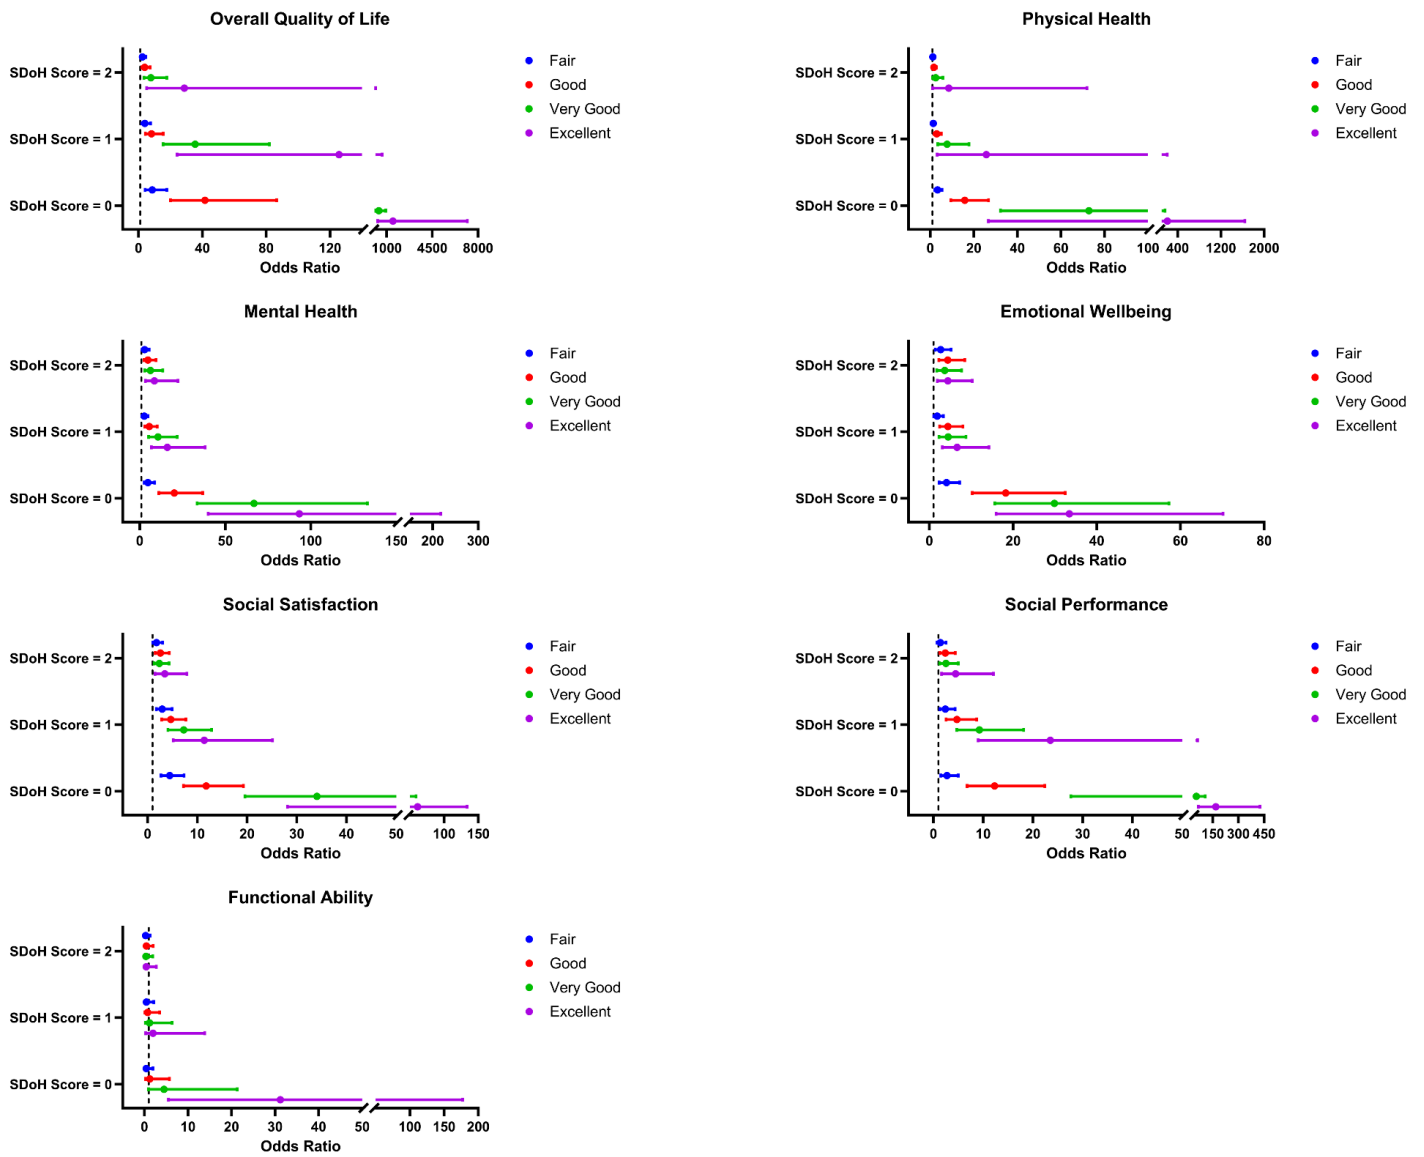 Overall Quality of Life
SDoH Score = 2
SDoH Score = 1
SDoH Score = 0
0 40 80 120 1000 4500 8000
Odds Ratio
Fair
Good
Very Good
Excellent
Physical Health
SDoH Score = 2
SDoH Score = 1
SDoH Score = 0
0 20 40 60 80 100 400 1200 2000
Odds Ratio
Fair
Good
Very Good
Excellent
Mental Health
SDoH Score = 2
SDoH Score = 1
SDoH Score = 0
0 50 100 150 200 300
Odds Ratio
Fair
Good
Very Good
Excellent
Emotional Wellbeing
SDoH Score = 2
SDoH Score = 1
SDoH Score = 0
0 20 40 60 80
Odds Ratio
Fair
Good
Very Good
Excellent
Social Satisfaction
SDoH Score = 2
SDoH Score = 1
SDoH Score = 0
0 10 20 30 40 50 100 150
Odds Ratio
Fair
Good
Very Good
Excellent
Social Performance
SDoH Score = 2
SDoH Score = 1
SDoH Score = 0
0 10 20 30 40 50 150 300 450
Odds Ratio
Fair
Good
Very Good
Excellent
Functional Ability
SDoH Score = 2
SDoH Score = 1
SDoH Score = 0
0 10 20 30 40 50 100 150 200
Odds Ratio
Fair
Good
Very Good
Excellent